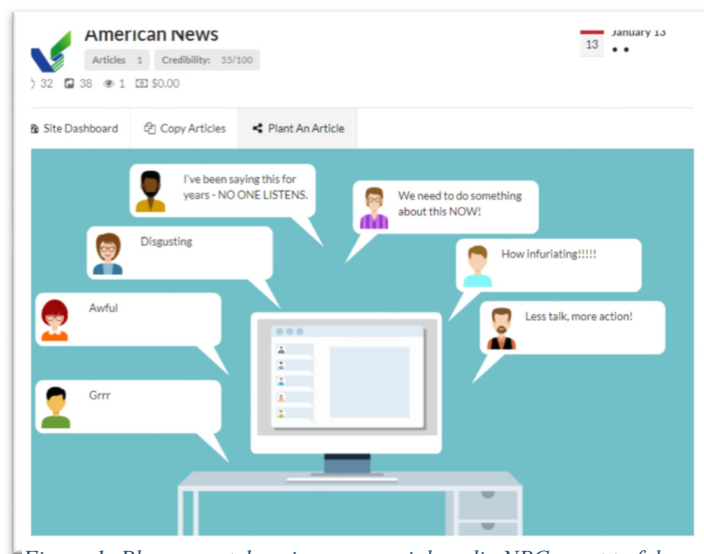 American News
January 13
13
Articles 1 Credibility: 55/100
32 38 1 $0.00
Site Dashboard Copy Articles Plant An Article
I've been saying this for
years - NO ONE LISTENS.
We need to do something
about this NOW!
Disgusting
How infuriating!!!!!
Awful
Less talk, more action!
Grrr